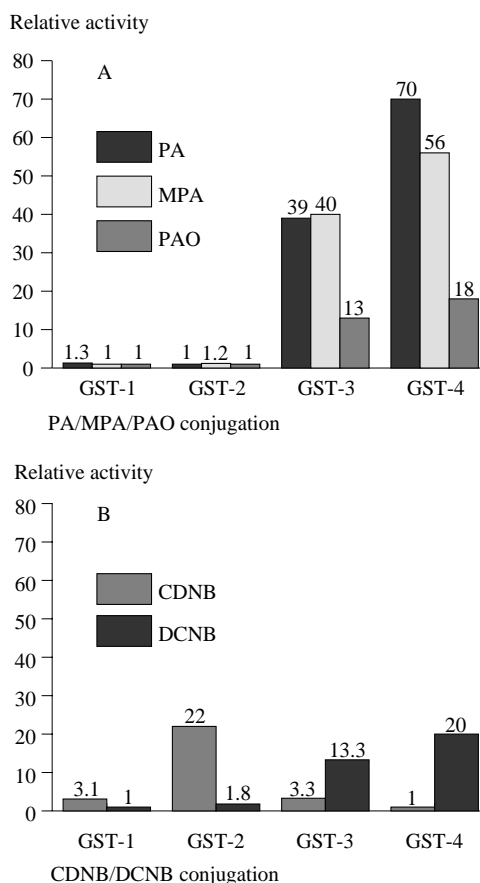 Relative activity
A
80
70
60
50
40
30
20
10
0
PA
MPA
PAO
1.3 1 1 1 1.2 1 39 40 13 70 56 18
GST-1 GST-2 GST-3 GST-4
PA/MPA/PAO conjugation
Relative activity
B
80
70
60
50
40
30
20
10
0
CDNB
DCNB
3.1 1 22 1.8 3.3 13.3 1 20
GST-1 GST-2 GST-3 GST-4
CDNB/DCNB conjugation